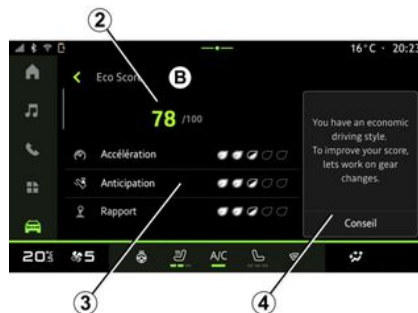 2
16°C · 20:23
Eco Score
B
78 /100
You have an economic
driving style.
To improve your score,
lets work on gear
changes.
Accélération
Anticipation
Rapport
Conseil
20°5
5
A/C
3
4